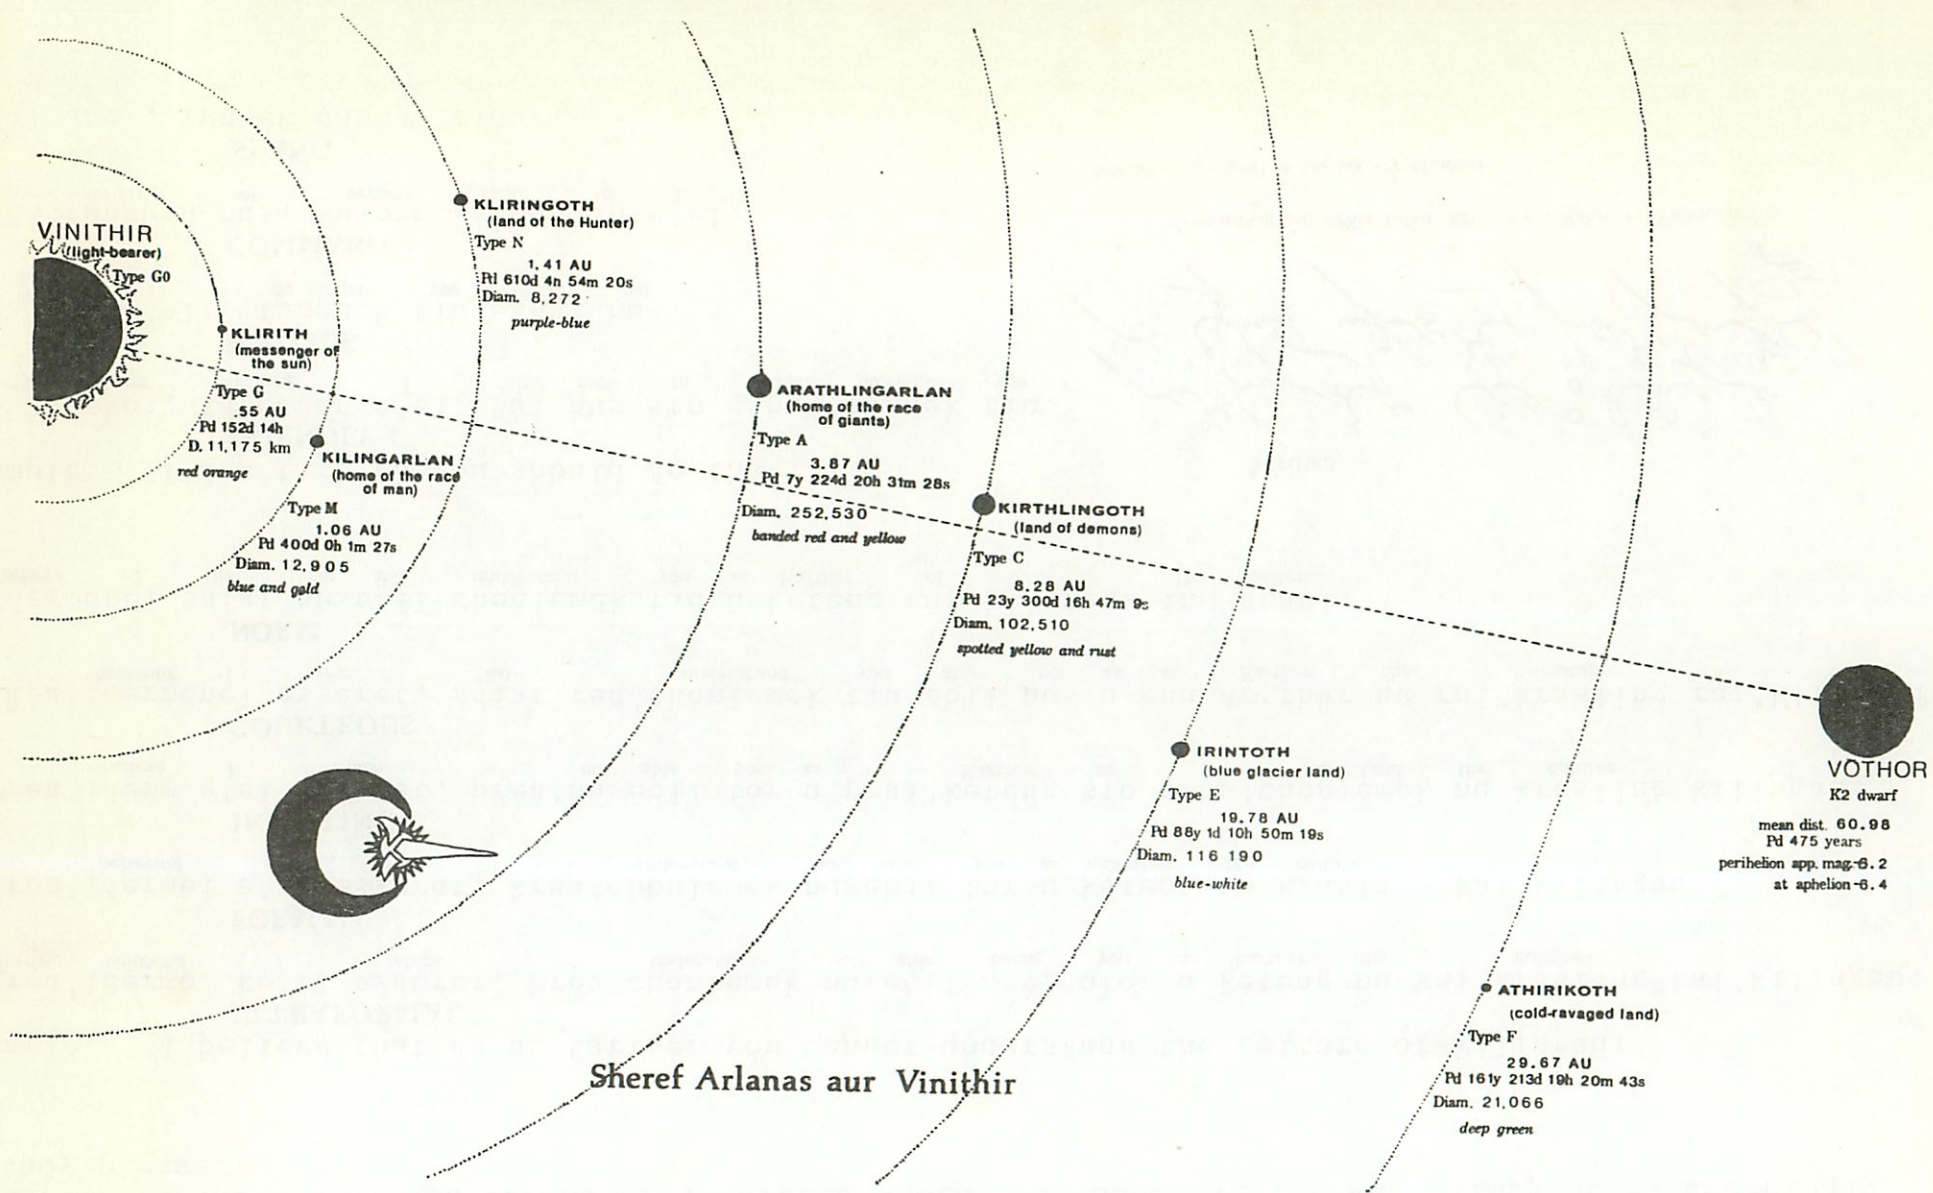 VINITHIR
(light-bearer)
Type G0
KLIRITH
(messenger of
the sun)
Type G
.55 AU
Pd 152d 14h
D. 11,175 km
red orange
KILINGARLAN
(home of the race
of man)
Type M
1.06 AU
Pd 400d 0h 1m 27s
Diam. 12,905
blue and gold
KLIRINGOTH
(land of the Hunter)
Type N
1.41 AU
Pd 610d 4h 54m 20s
Diam. 8,272
purple-blue
ARATHLINGARLAN
(home of the race
of giants)
Type A
3.87 AU
Pd 7y 224d 20h 31m 28s
Diam. 252,530
banded red and yellow
KIRTHLINGOTH
(land of demons)
Type C
8.28 AU
Pd 23y 300d 16h 47m 9s
Diam. 102,510
spotted yellow and rust
IRINTOTH
(blue glacier land)
Type E
19.78 AU
Pd 88y 1d 10h 50m 19s
Diam. 116 190
blue-white
ATHIRIKOTH
(cold-ravaged land)
Type F
29.67 AU
Pd 161y 213d 19h 20m 43s
Diam. 21,066
deep green
VOTHOR
K2 dwarf
mean dist. 60.98
Pd 475 years
perihelion app. mag.-6.2
at aphelion -6.4
Sheref Arlanas aur Vinithir